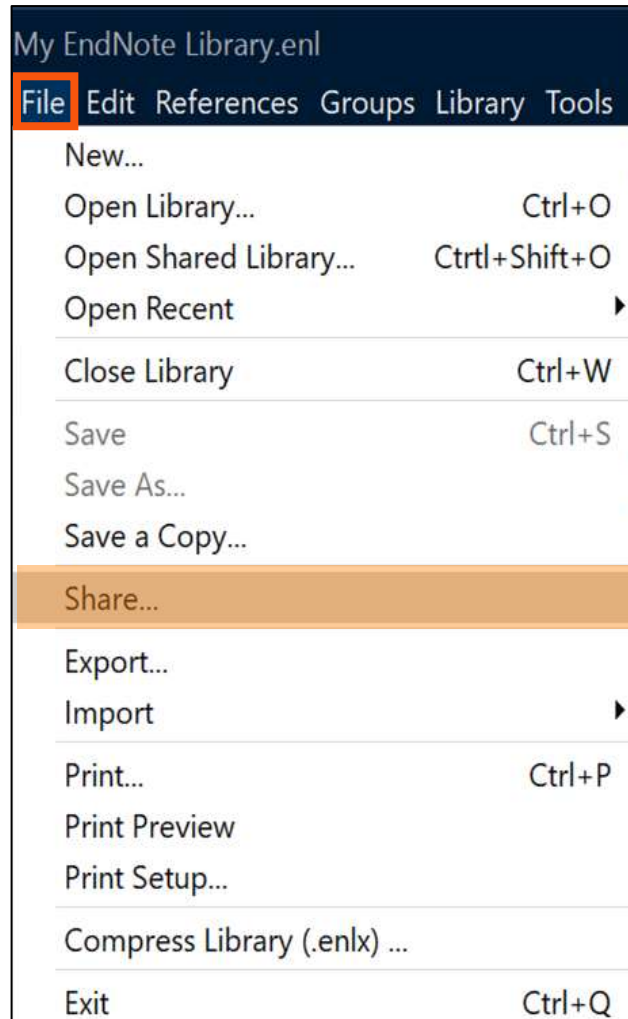 My EndNote Library.enl
File Edit References Groups Library Tools
New...
Open Library... Ctrl+O
Open Shared Library... Ctrtl+Shift+O
Open Recent
Close Library Ctrl+W
Save Ctrl+S
Save As...
Save a Copy...
Share...
Export...
Import
Print... Ctrl+P
Print Preview
Print Setup...
Compress Library (.enlx) ...
Exit Ctrl+Q